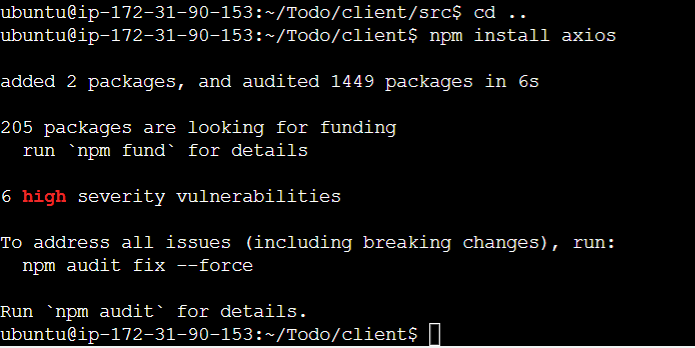 ubuntu@ip-172-31-90-153:~/Todo/client/src$ cd ..
ubuntu@ip-172-31-90-153:~/Todo/client$ npm install axios
added 2 packages, and audited 1449 packages in 6s
205 packages are looking for funding
  run `npm fund` for details
6 high severity vulnerabilities
To address all issues (including breaking changes), run:
  npm audit fix --force
Run `npm audit` for details.
ubuntu@ip-172-31-90-153:~/Todo/client$